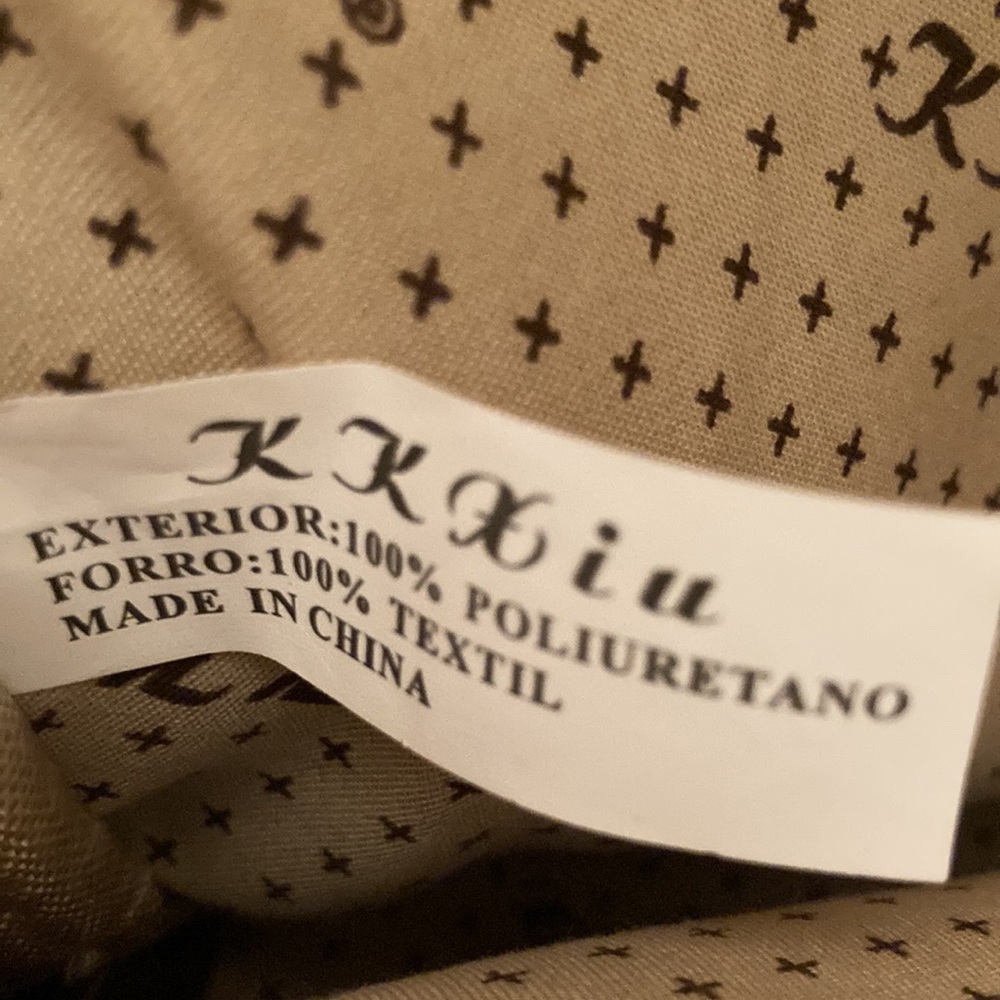 KKXiu
EXTERIOR:100% POLIURETANO
FORRO:100% TEXTIL
MADE IN CHINA